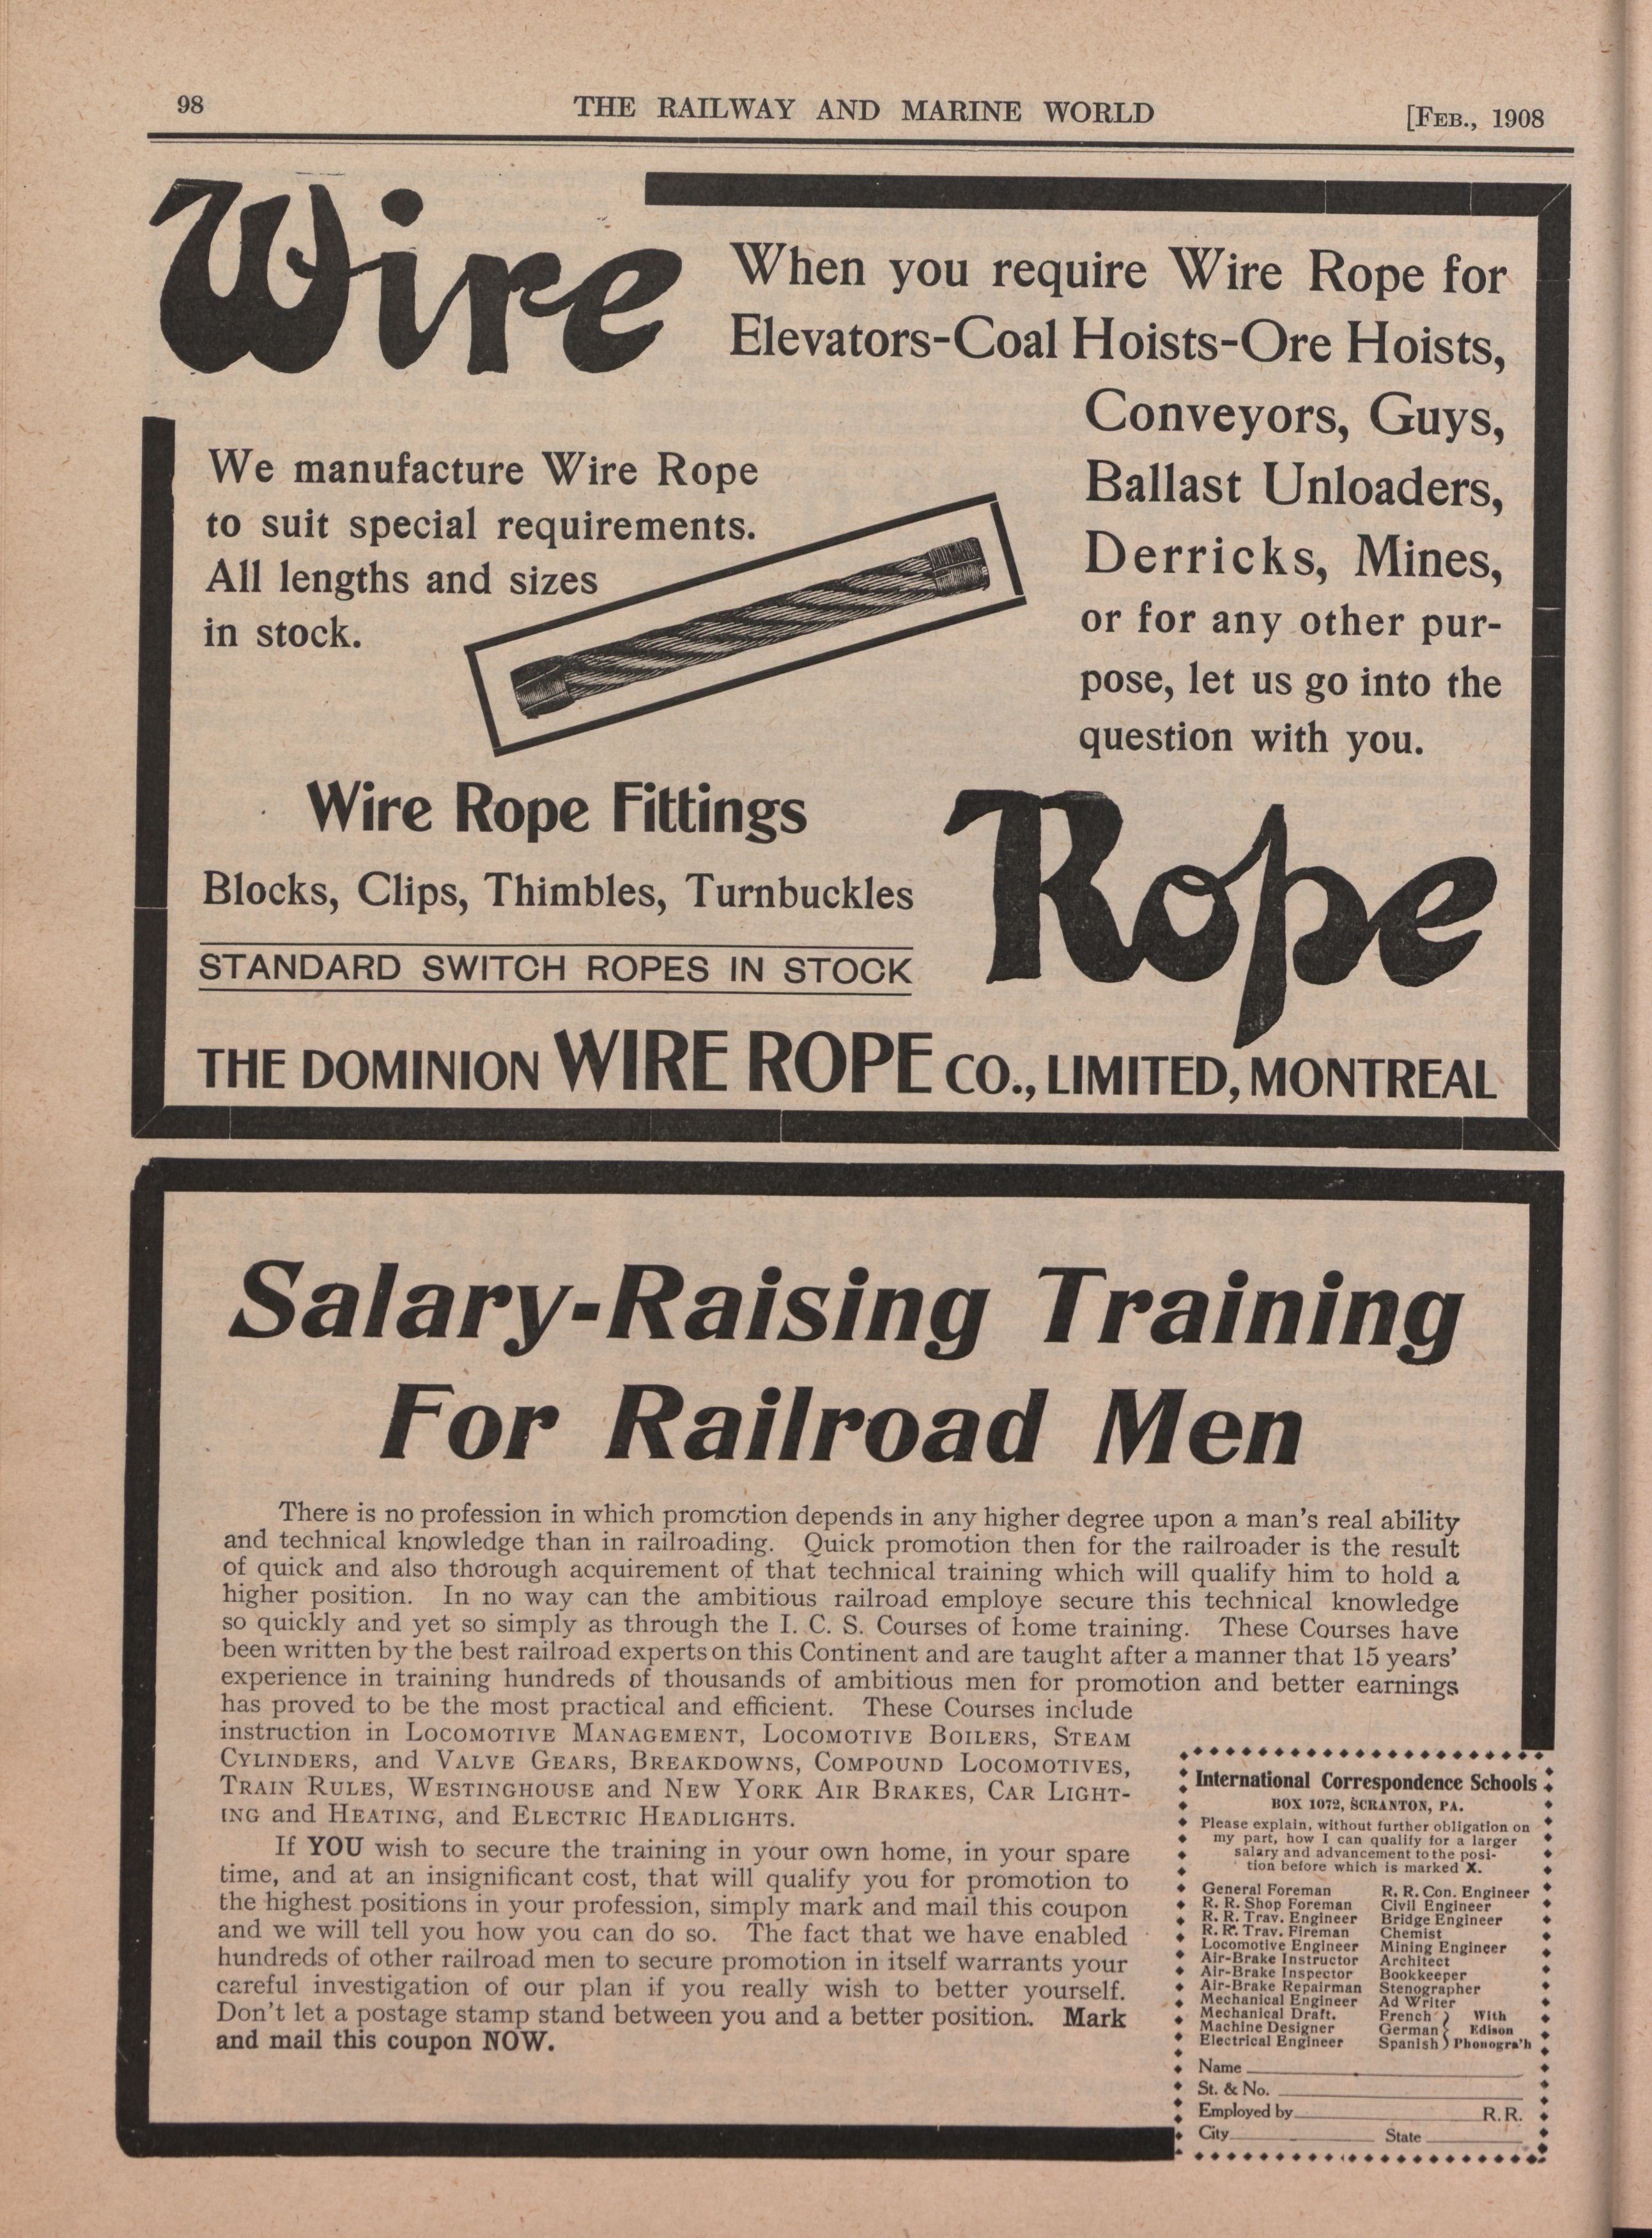 98
THE RAILWAY AND MARINE WORLD
[FEB., 1908
Wire
When you require Wire Rope for
Elevators-Coal Hoists-Ore Hoists,
Conveyors, Guys,
Ballast Unloaders,
Derricks, Mines,
or for any other pur-
pose, let us go into the
question with you.
We manufacture Wire Rope
to suit special requirements.
All lengths and sizes
in stock.
Wire Rope Fittings
Blocks, Clips, Thimbles, Turnbuckles
STANDARD SWITCH ROPES IN STOCK
Rope
THE DOMINION WIRE ROPE CO., LIMITED, MONTREAL
Salary-Raising Training
For Railroad Men
There is no profession in which promotion depends in any higher degree upon a man's real ability
and technical knowledge than in railroading. Quick promotion then for the railroader is the result
of quick and also thorough acquirement of that technical training which will qualify him to hold a
higher position. In no way can the ambitious railroad employe secure this technical knowledge
so quickly and yet so simply as through the I. C. S. Courses of home training. These Courses have
been written by the best railroad experts on this Continent and are taught after a manner that 15 years'
experience in training hundreds of thousands of ambitious men for promotion and better earnings
has proved to be the most practical and efficient. These Courses include
instruction in LOCOMOTIVE MANAGEMENT, LOCOMOTIVE BOILERS, STEAM
CYLINDERS, and VALVE GEARS, BREAKDOWNS, COMPOUND LOCOMOTIVES,
TRAIN RULES, WESTINGHOUSE and NEW YORK AIR BRAKES, CAR LIGHT-
ING and HEATING, and ELECTRIC HEADLIGHTS.
If YOU wish to secure the training in your own home, in your spare
time, and at an insignificant cost, that will qualify you for promotion to
the highest positions in your profession, simply mark and mail this coupon
and we will tell you how you can do so. The fact that we have enabled
hundreds of other railroad men to secure promotion in itself warrants your
careful investigation of our plan if you really wish to better yourself.
Don't let a postage stamp stand between you and a better position. Mark
and mail this coupon NOW.
International Correspondence Schools
BOX 1072, SCRANTON, PA.
Please explain, without further obligation on
my part, how I can qualify for a larger
salary and advancement to the posi-
tion before which is marked X.
General Foreman
R. R. Shop Foreman
R. R. Trav. Engineer
R. R. Trav. Fireman
Locomotive Engineer
Air-Brake Instructor
Air-Brake Inspector
Air-Brake Repairman
Mechanical Engineer
Mechanical Draft.
Machine Designer
Electrical Engineer
R. R. Con. Engineer
Civil Engineer
Bridge Engineer
Chemist
Mining Engineer
Architect
Bookkeeper
Stenographer
Ad Writer
French
German
Spanish
With
Edison
Phonogra'h
Name
St. & No.
Employed by R.R.
City State